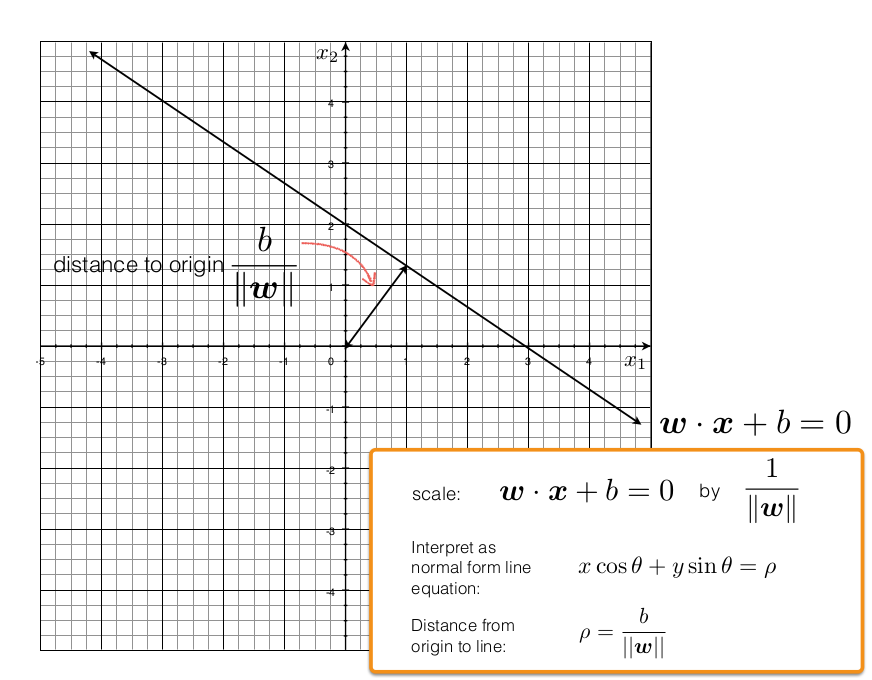 x₂
4
3
2
distance to origin b / ||w||
1
-5 -4 -3 -2 -1 0 1 2 3 4 x₁
-1
w · x + b = 0
-2
scale: w · x + b = 0 by 1 / ||w||
-3
Interpret as
normal form line x cos θ + y sin θ = ρ
equation:
-4
Distance from
origin to line: ρ = b / ||w||